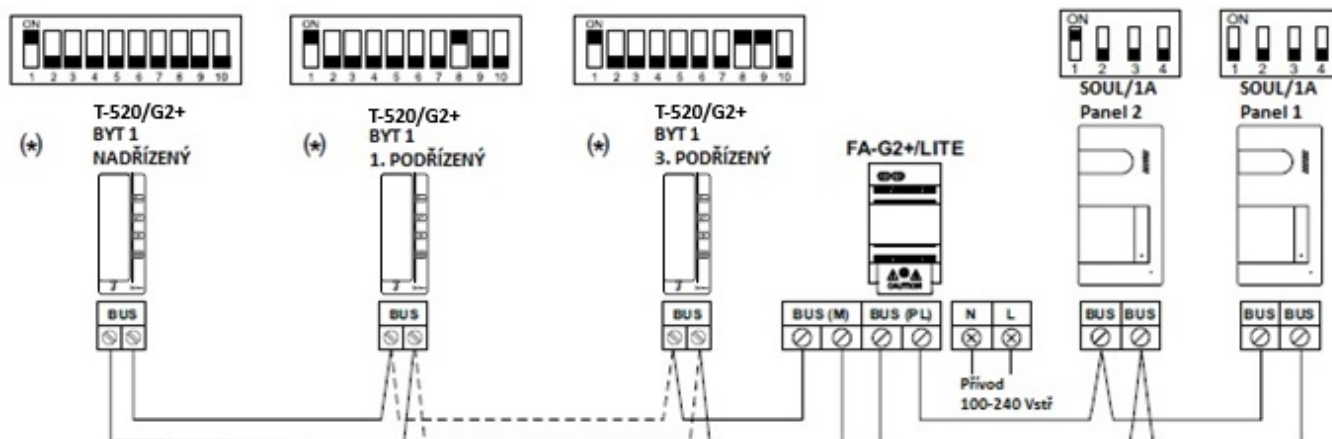 ON
1 2 3 4 5 6 7 8 9 10
T-520/G2+
BYT 1
NADŘÍZENÝ
(*)
BUS
ON
1 2 3 4 5 6 7 8 9 10
T-520/G2+
BYT 1
1. PODŘÍZENÝ
(*)
BUS
ON
1 2 3 4 5 6 7 8 9 10
T-520/G2+
BYT 1
3. PODŘÍZENÝ
(*)
BUS
FA-G2+/LITE
CAUTION
BUS (M) BUS (PL)
N L
Přívod
100-240 Vstř
ON
1 2 3 4
SOUL/1A
Panel 2
BUS BUS
ON
1 2 3 4
SOUL/1A
Panel 1
BUS BUS